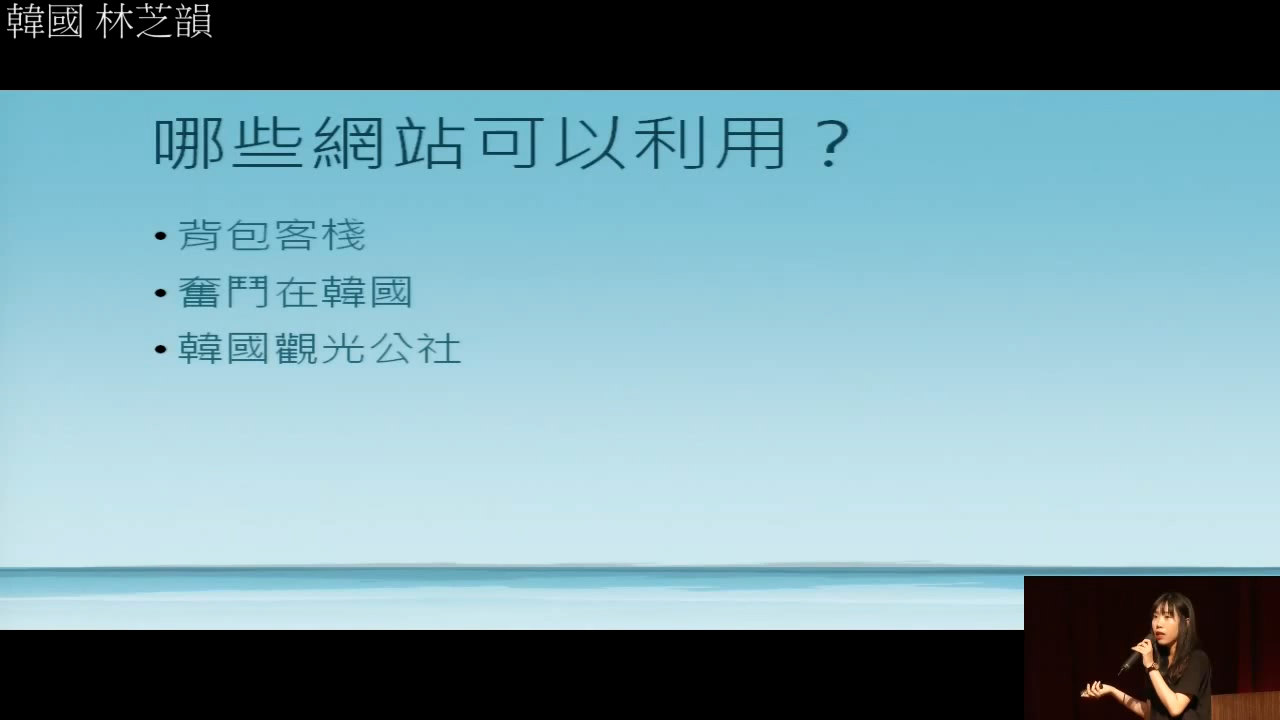 韓國 林芝韻
哪些網站可以利用？
• 背包客棧
• 奮鬥在韓國
• 韓國觀光公社